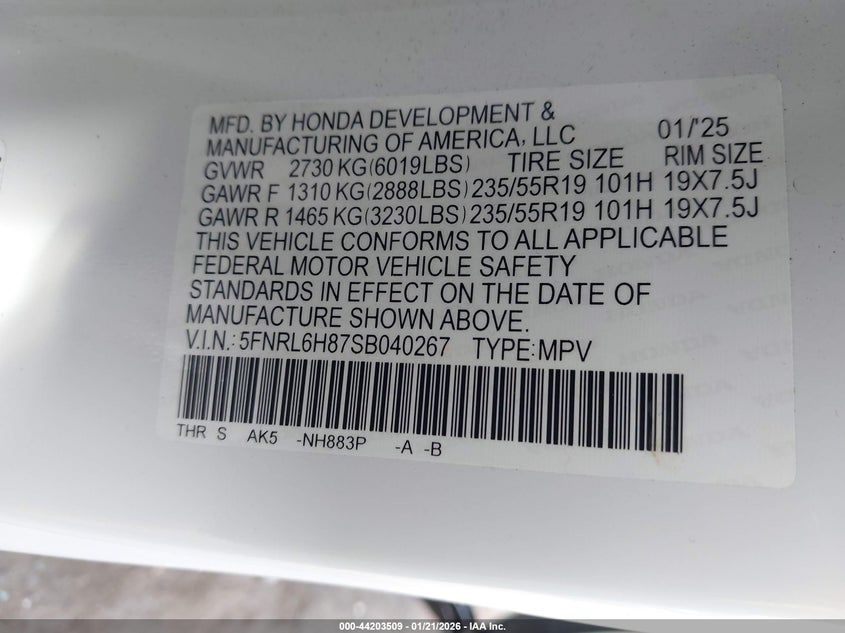 MFD. BY HONDA DEVELOPMENT &
MANUFACTURING OF AMERICA, LLC 01/'25
GVWR 2730 KG(6019LBS) TIRE SIZE RIM SIZE
GAWR F 1310 KG(2888LBS) 235/55R19 101H 19X7.5J
GAWR R 1465 KG(3230LBS) 235/55R19 101H 19X7.5J
THIS VEHICLE CONFORMS TO ALL APPLICABLE
FEDERAL MOTOR VEHICLE SAFETY
STANDARDS IN EFFECT ON THE DATE OF
MANUFACTURE SHOWN ABOVE.
V.I.N.: 5FNRL6H87SB040267 TYPE:MPV
THR S AK5 -NH883P -A -B
000-44203509 - 01/21/2026 - IAA Inc.